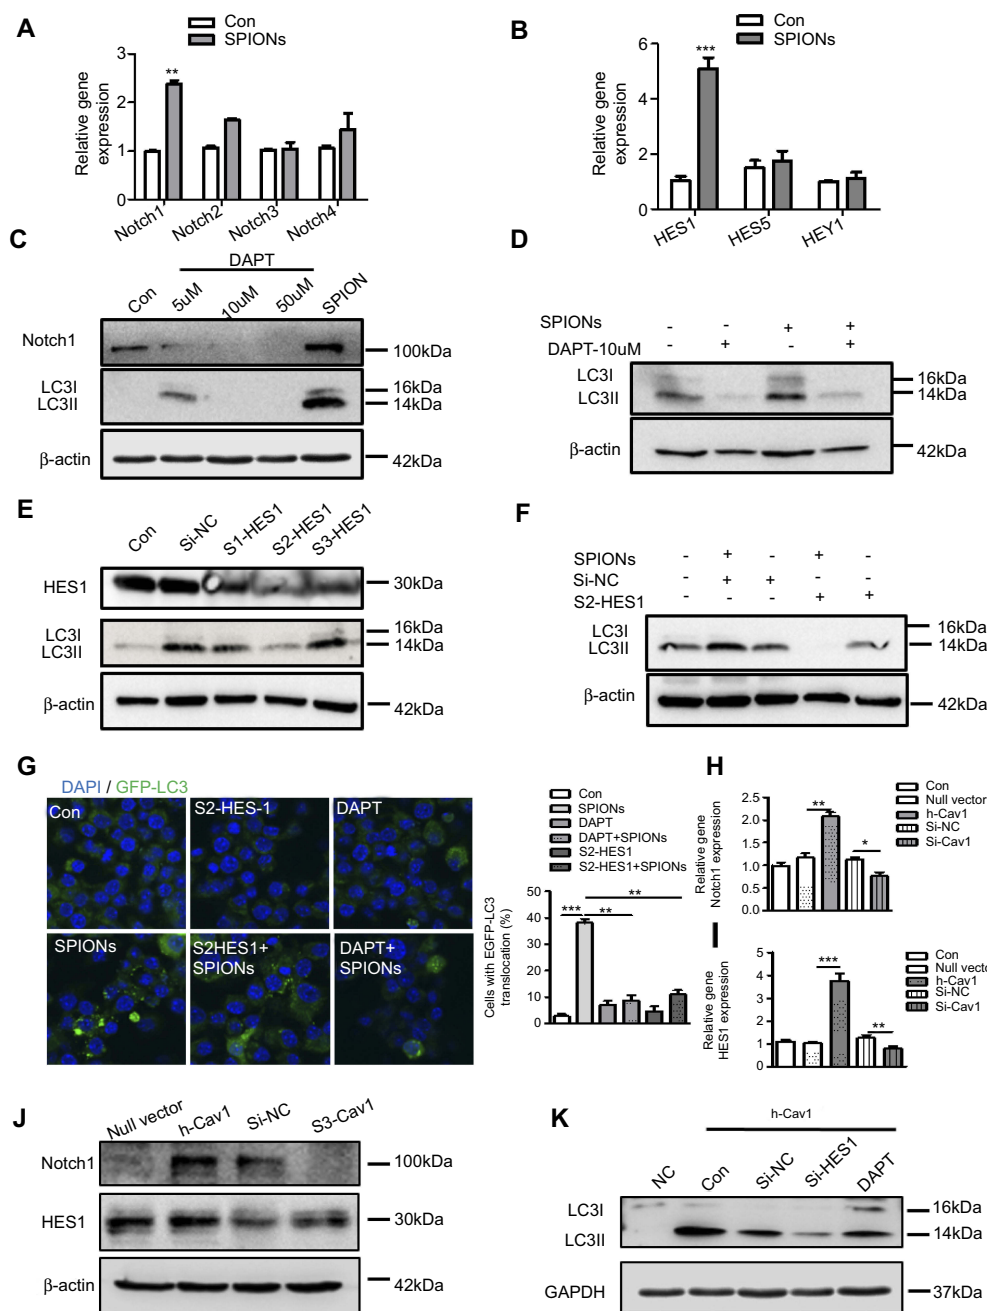 A
Con
SPIONs
Relative gene
expression
3
2
1
0
**
Notch1
Notch2
Notch3
Notch4
B
Con
SPIONs
Relative gene
expression
6
4
2
0
***
HES1
HES5
HEY1
C
DAPT
Con
5uM
10uM
50uM
SPION
Notch1
100kDa
LC3I
LC3II
16kDa
14kDa
β-actin
42kDa
D
SPIONs - - + +
DAPT-10uM - + - +
LC3I
LC3II
16kDa
14kDa
β-actin
42kDa
E
Con
Si-NC
S1-HES1
S2-HES1
S3-HES1
HES1
30kDa
LC3I
LC3II
16kDa
14kDa
β-actin
42kDa
F
SPIONs - + - + -
Si-NC - + + - -
S2-HES1 - - - + +
LC3I
LC3II
16kDa
14kDa
β-actin
42kDa
G
DAPI / GFP-LC3
Con
S2-HES-1
DAPT
SPIONs
S2HES1+
SPIONs
DAPT+
SPIONs
Con
SPIONs
DAPT
DAPT+SPIONs
S2-HES1
S2-HES1+SPIONs
Cells with EGFP-LC3
translocation (%)
50
40
30
20
10
0
***
**
**
H
Relative gene
Notch1 expression
2.5
2.0
1.5
1.0
0.5
0.0
**
*
Con
Null vector
h-Cav1
Si-NC
Si-Cav1
I
Relative gene
HES1 expression
5
4
2
1
0
***
**
Con
Null vecto
h-Cav1
Si-NC
Si-Cav1
J
Null vector
h-Cav1
Si-NC
S3-Cav1
Notch1
100kDa
HES1
30kDa
β-actin
42kDa
K
h-Cav1
NC
Con
Si-NC
Si-HES1
DAPT
LC3I
LC3II
16kDa
14kDa
GAPDH
37kDa